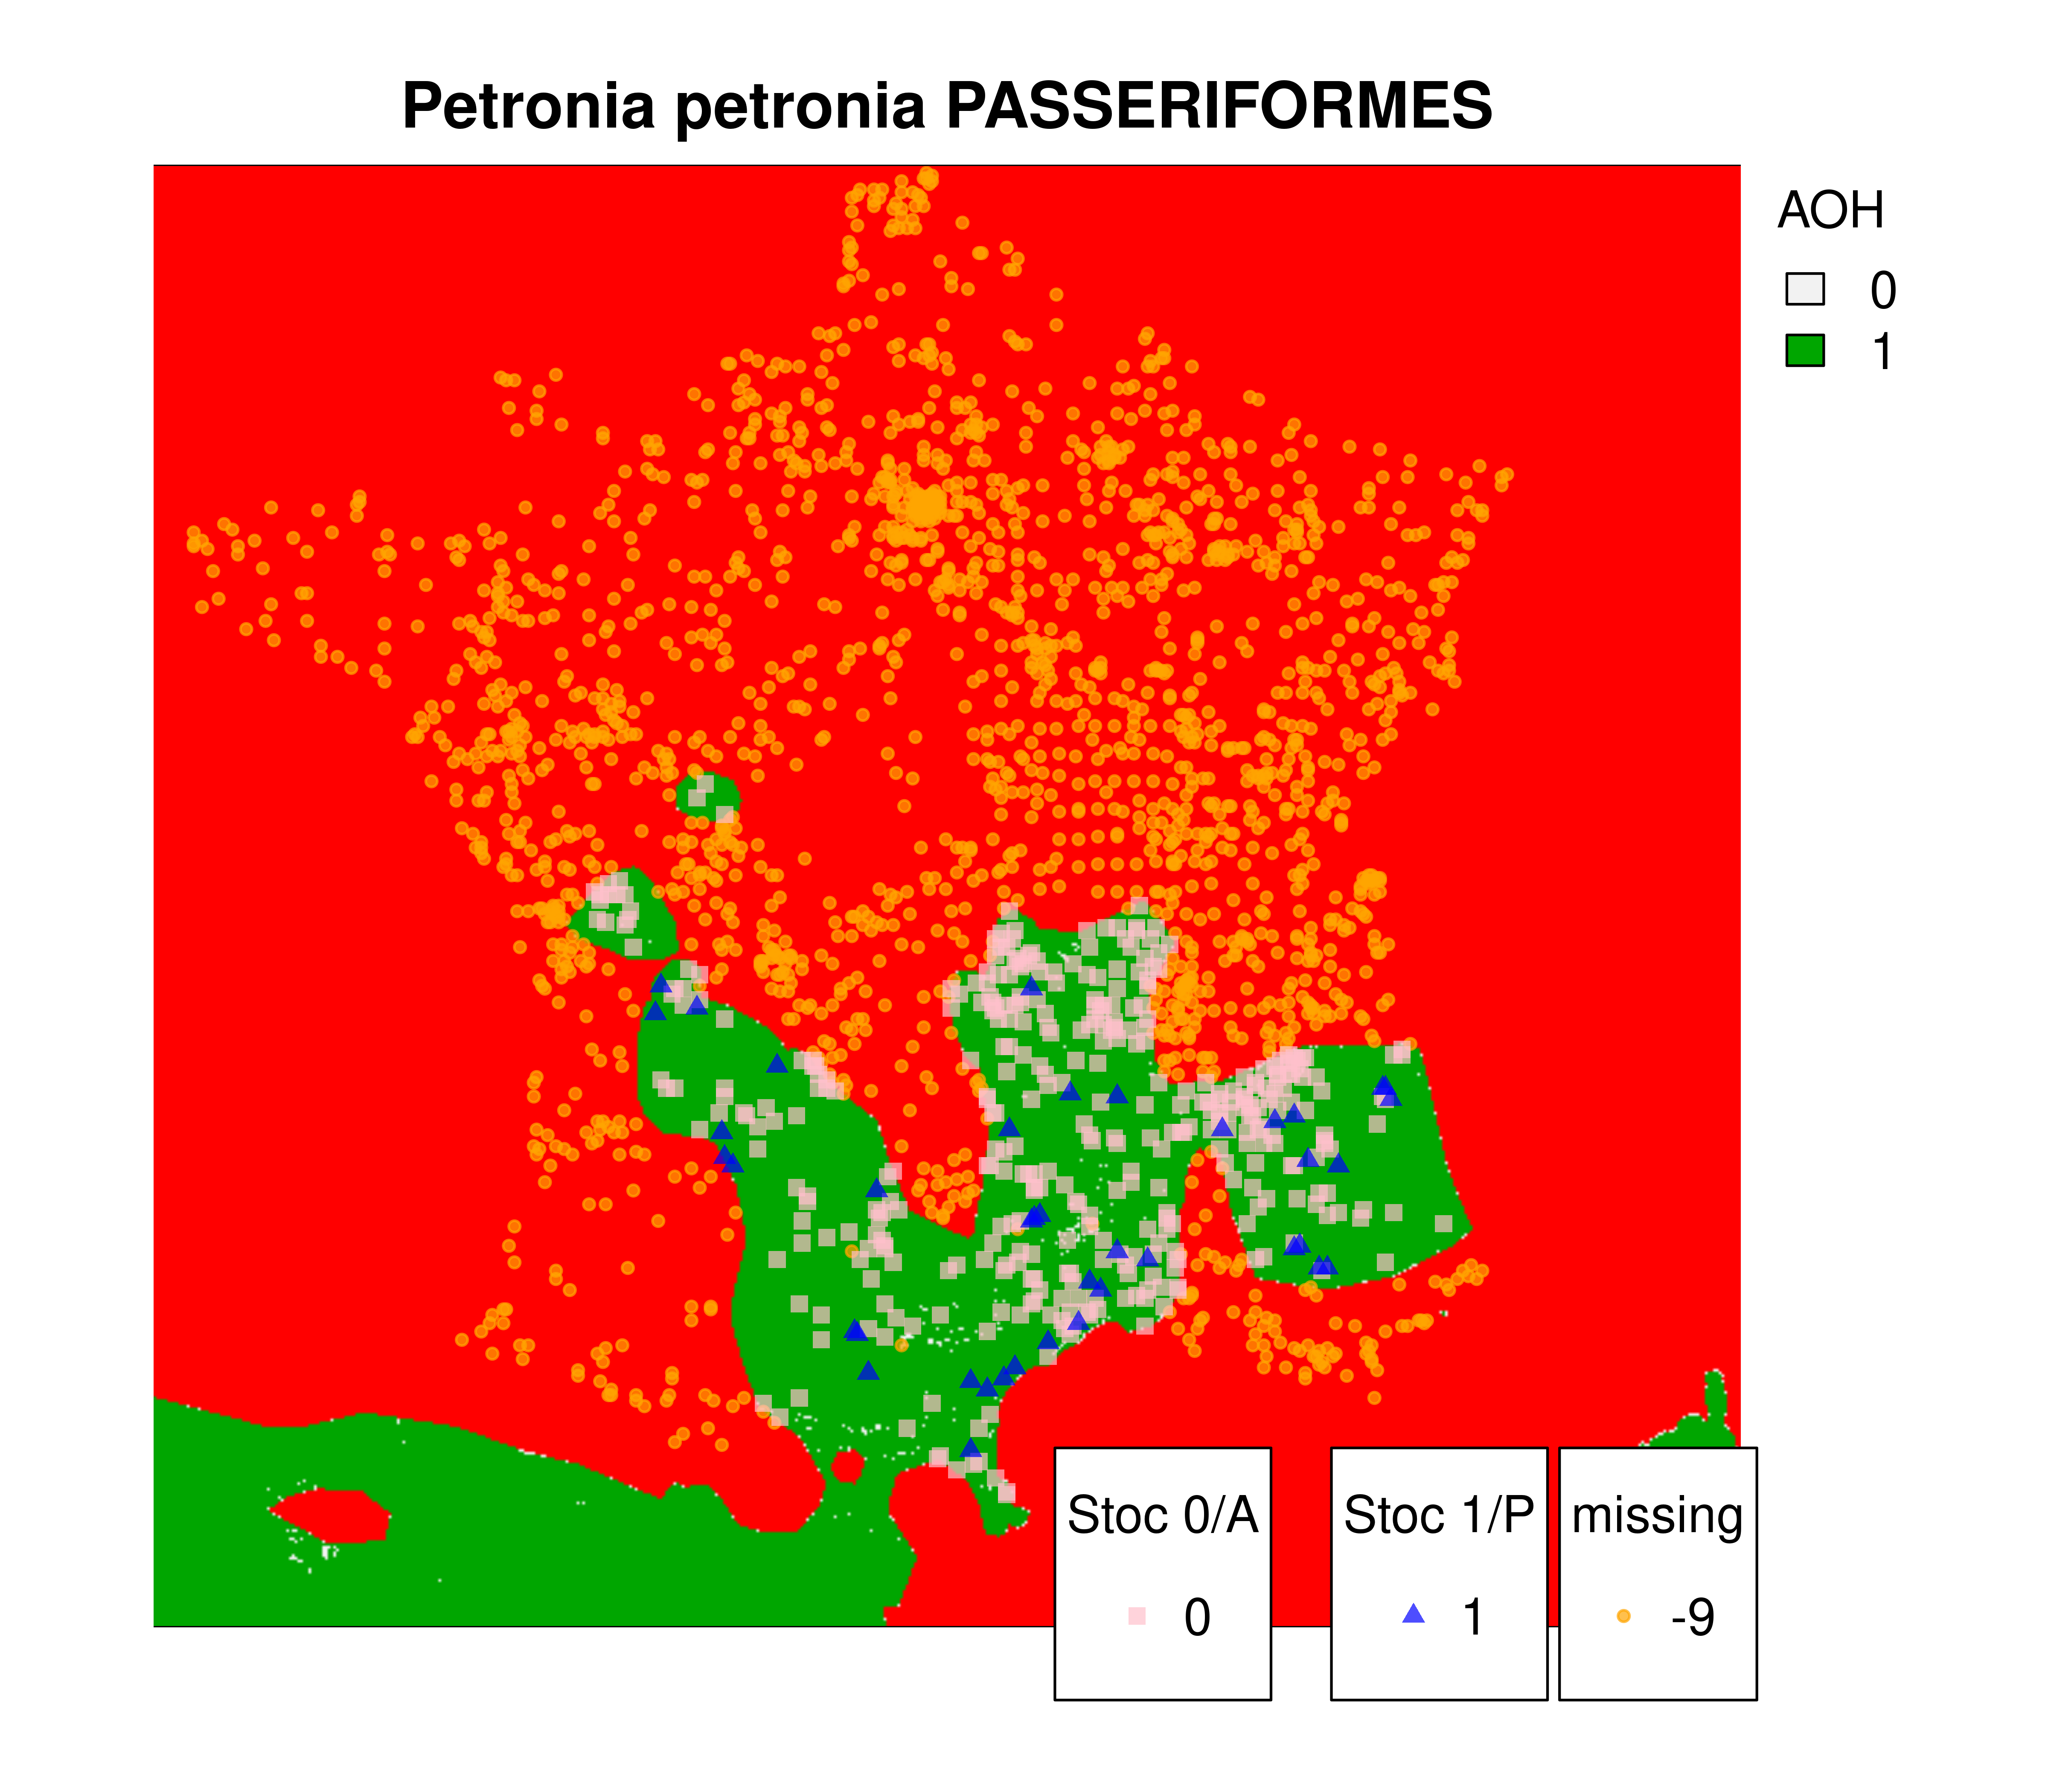 Petronia petronia PASSERIFORMES
AOH
0
1
Stoc 0/A
0
Stoc 1/P
1
missing
-9